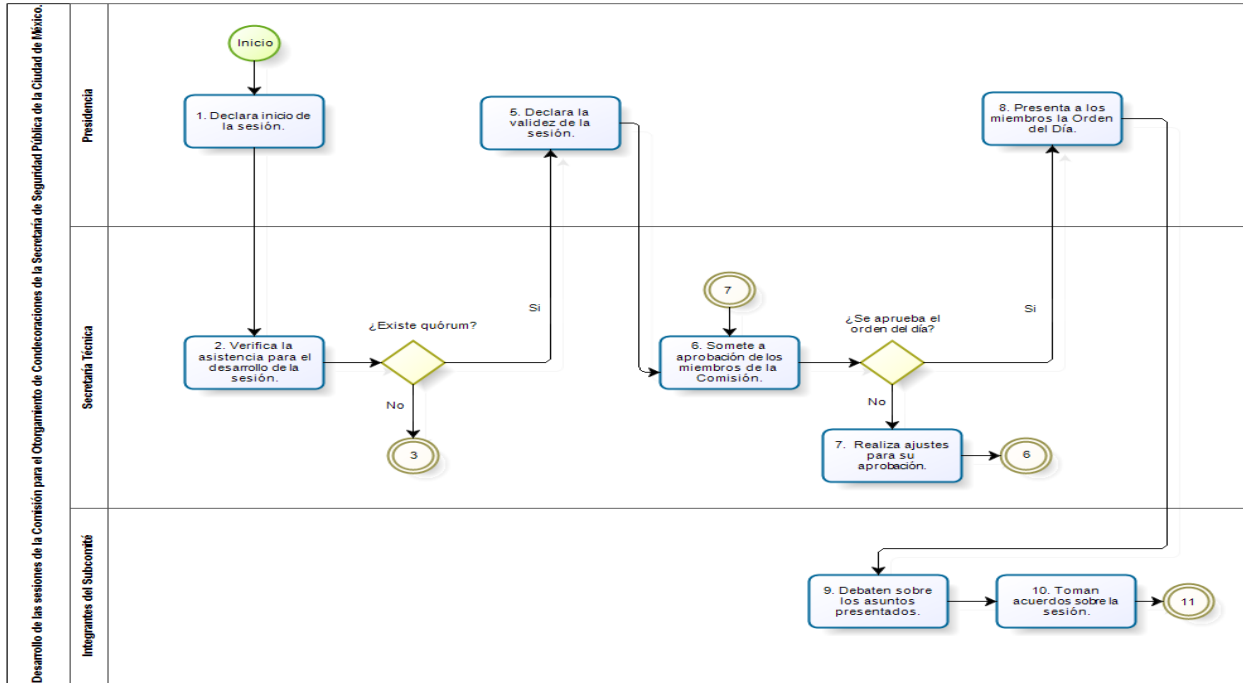 Desarrollo de las sesiones de la Comisión para el Otorgamiento de Condecoraciones de la Secretaría de Seguridad Pública de la Ciudad de México.
Presidencia
Inicio
1. Declara inicio de
la sesión.
5. Declara la
validez de la
sesión.
8. Presenta a los
miembros la Orden
del Día.
Secretaría Técnica
2. Verifica la
asistencia para el
desarrollo de la
sesión.
¿Existe quórum?
Si
No
3
7
6. Somete a
aprobación de los
miembros de la
Comisión.
¿Se aprueba el
orden del día?
Si
No
7. Realiza ajustes
para su
aprobación.
6
Integrantes del Subcomité
9. Debaten sobre
los asuntos
presentados.
10. Toman
acuerdos sobre la
sesión.
11